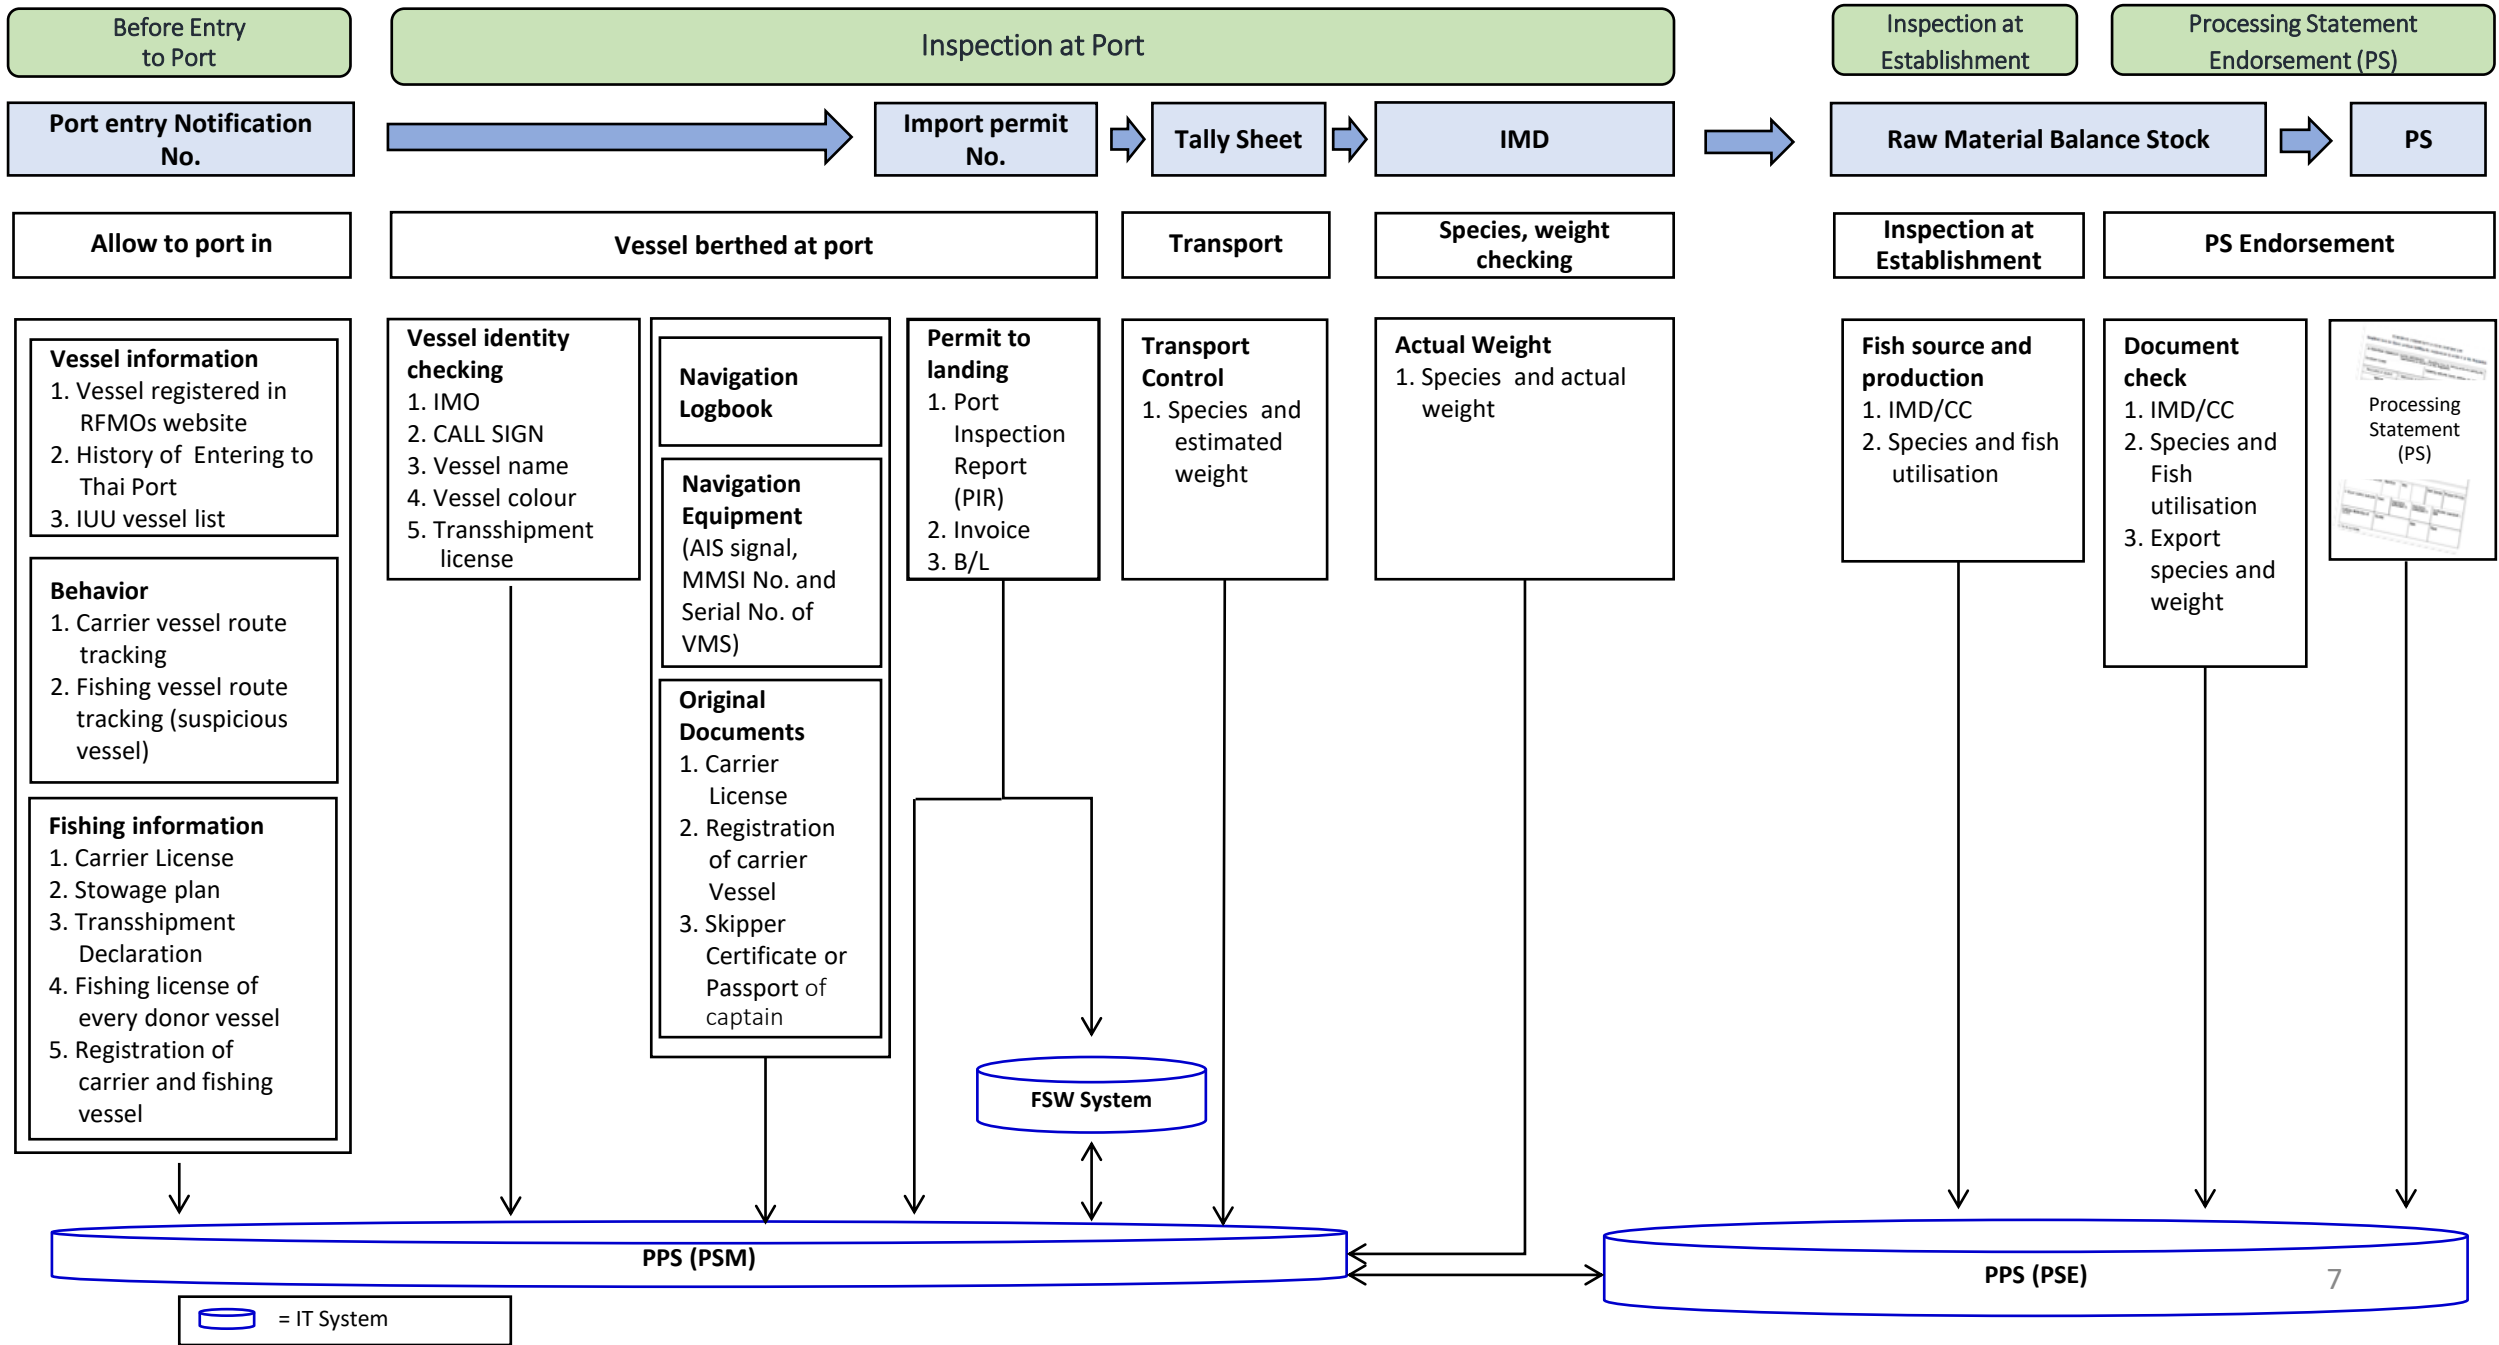 Before Entry
to Port
Inspection at Port
Inspection at
Establishment
Processing Statement
Endorsement (PS)
Port entry Notification
No.
Import permit
No.
Tally Sheet
IMD
Raw Material Balance Stock
PS
Allow to port in
Vessel berthed at port
Transport
Species, weight
checking
Inspection at
Establishment
PS Endorsement
Vessel information
1. Vessel registered in
RFMOs website
2. History of Entering to
Thai Port
3. IUU vessel list
Behavior
1. Carrier vessel route
tracking
2. Fishing vessel route
tracking (suspicious
vessel)
Fishing information
1. Carrier License
2. Stowage plan
3. Transshipment
Declaration
4. Fishing license of
every donor vessel
5. Registration of
carrier and fishing
vessel
Vessel identity
checking
1. IMO
2. CALL SIGN
3. Vessel name
4. Vessel colour
5. Transshipment
license
Navigation
Logbook
Navigation
Equipment
(AIS signal,
MMSI No. and
Serial No. of
VMS)
Original
Documents
1. Carrier
License
2. Registration
of carrier
Vessel
3. Skipper
Certificate or
Passport of
captain
Permit to
landing
1. Port
Inspection
Report
(PIR)
2. Invoice
3. B/L
Transport
Control
1. Species and
estimated
weight
Actual Weight
1. Species and actual
weight
Fish source and
production
1. IMD/CC
2. Species and fish
utilisation
Document
check
1. IMD/CC
2. Species and
Fish
utilisation
3. Export
species and
weight
Processing
Statement
(PS)
FSW System
PPS (PSM)
PPS (PSE)
7
= IT System